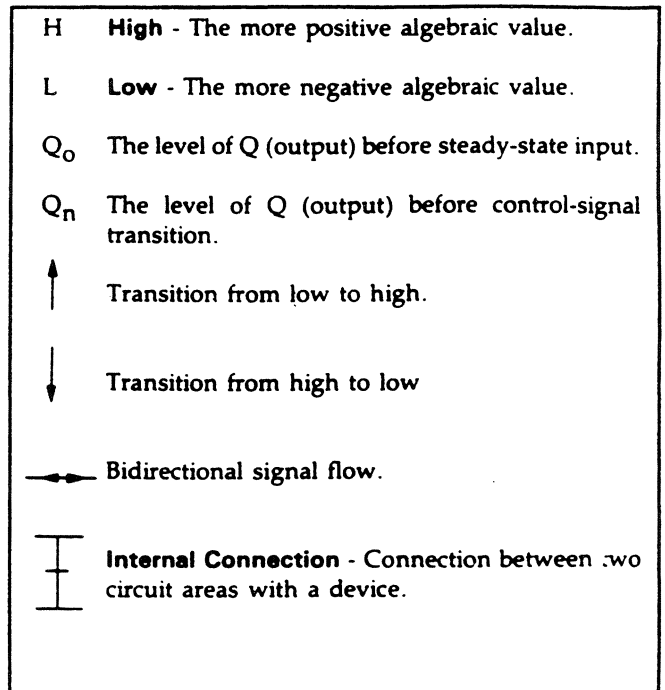 H High - The more positive algebraic value.
L Low - The more negative algebraic value.
Qo The level of Q (output) before steady-state input.
Qn The level of Q (output) before control-signal
transition.
Transition from low to high.
Transition from high to low
Bidirectional signal flow.
Internal Connection - Connection between two
circuit areas with a device.